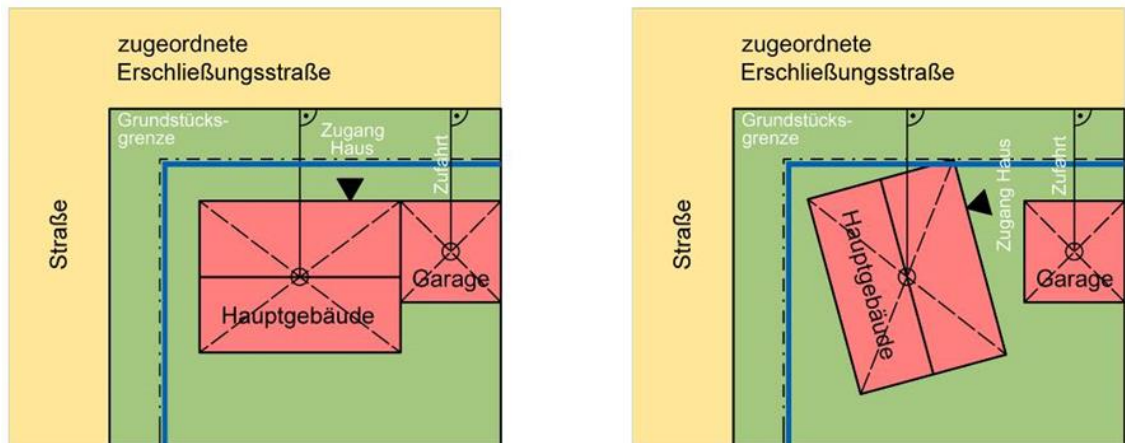 zugeordnete
Erschließungsstraße
Grundstücks-
grenze
Zugang
Haus
Zufahrt
Straße
Garage
Hauptgebäude
zugeordnete
Erschließungsstraße
Grundstücks-
grenze
Zugang Haus
Zufahrt
Straße
Hauptgebäude
Garage